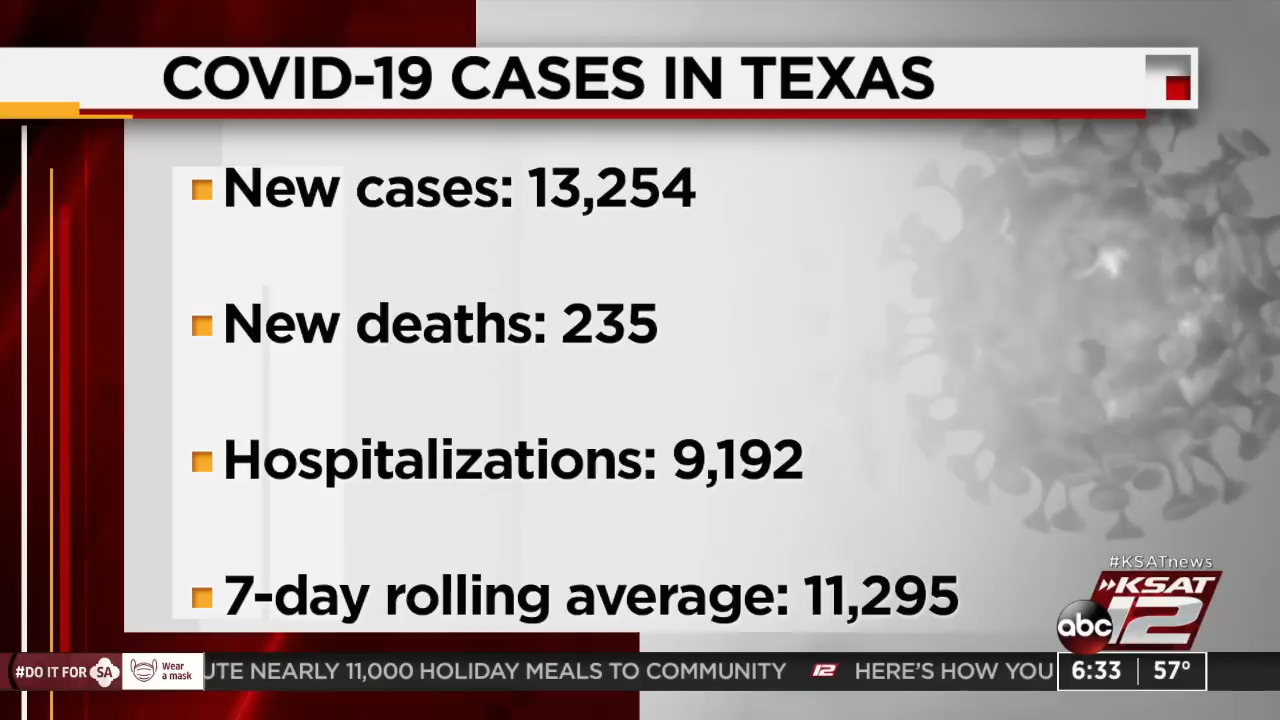 COVID-19 CASES IN TEXAS
New cases: 13,254
New deaths: 235
Hospitalizations: 9,192
7-day rolling average: 11,295
#KSATnews
KSAT
abc 12
#DO IT FOR SA
Wear
a mask
UTE NEARLY 11,000 HOLIDAY MEALS TO COMMUNITY 12 HERE'S HOW YOU
6:33 57°